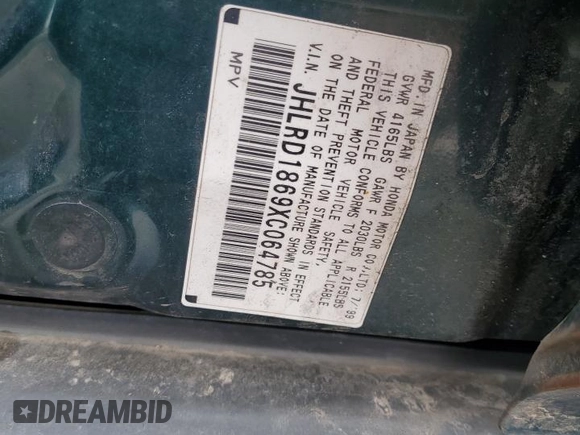 MFD. IN JAPAN BY HONDA MOTOR CO., LTD. 7/99
GVWR 4165LBS GAWR F 2030LBS R 2155LBS
THIS VEHICLE CONFORMS TO ALL APPLICABLE
FEDERAL MOTOR VEHICLE SAFETY,
AND THEFT PREVENTION STANDARDS IN EFFECT
ON THE DATE OF MANUFACTURE SHOWN ABOVE:
V.I.N. JHLRD1869XC064785
MPV
DREAMBID